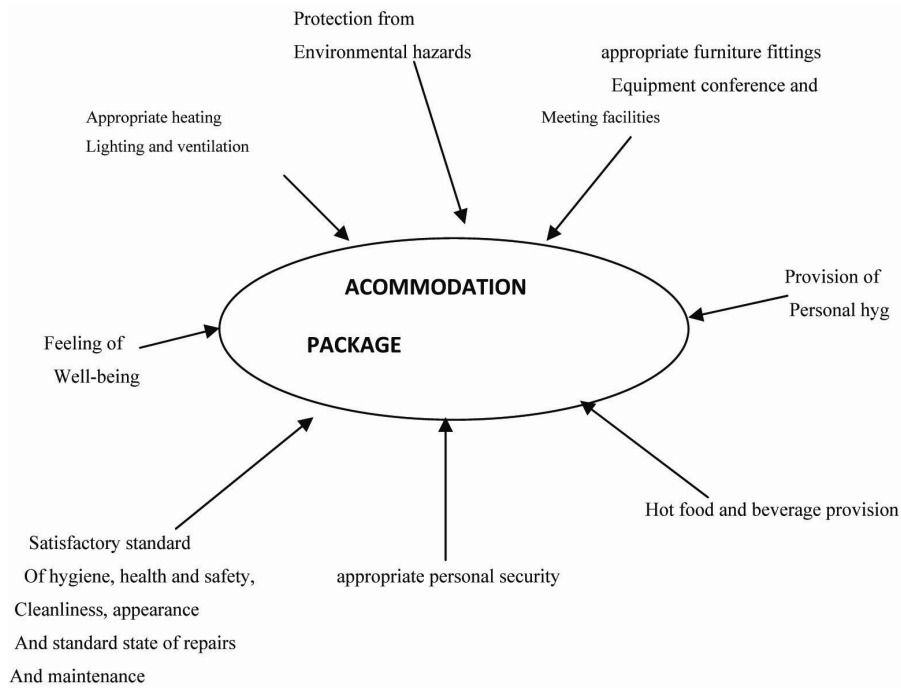 Protection from
Environmental hazards
appropriate furniture fittings
Equipment conference and
Meeting facilities
Appropriate heating
Lighting and ventilation
ACOMMODATION
PACKAGE
Provision of
Personal hyg
Feeling of
Well-being
Hot food and beverage provision
Satisfactory standard
Of hygiene, health and safety,
Cleanliness, appearance
And standard state of repairs
And maintenance
appropriate personal security